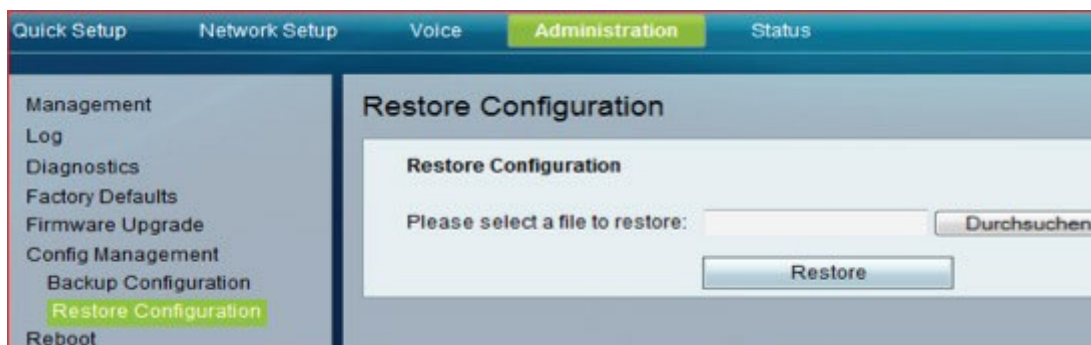 Quick Setup Network Setup Voice Administration Status
Management
Log
Diagnostics
Factory Defaults
Firmware Upgrade
Config Management
Backup Configuration
Restore Configuration
Reboot
Restore Configuration
Restore Configuration
Please select a file to restore: Durchsuchen
Restore